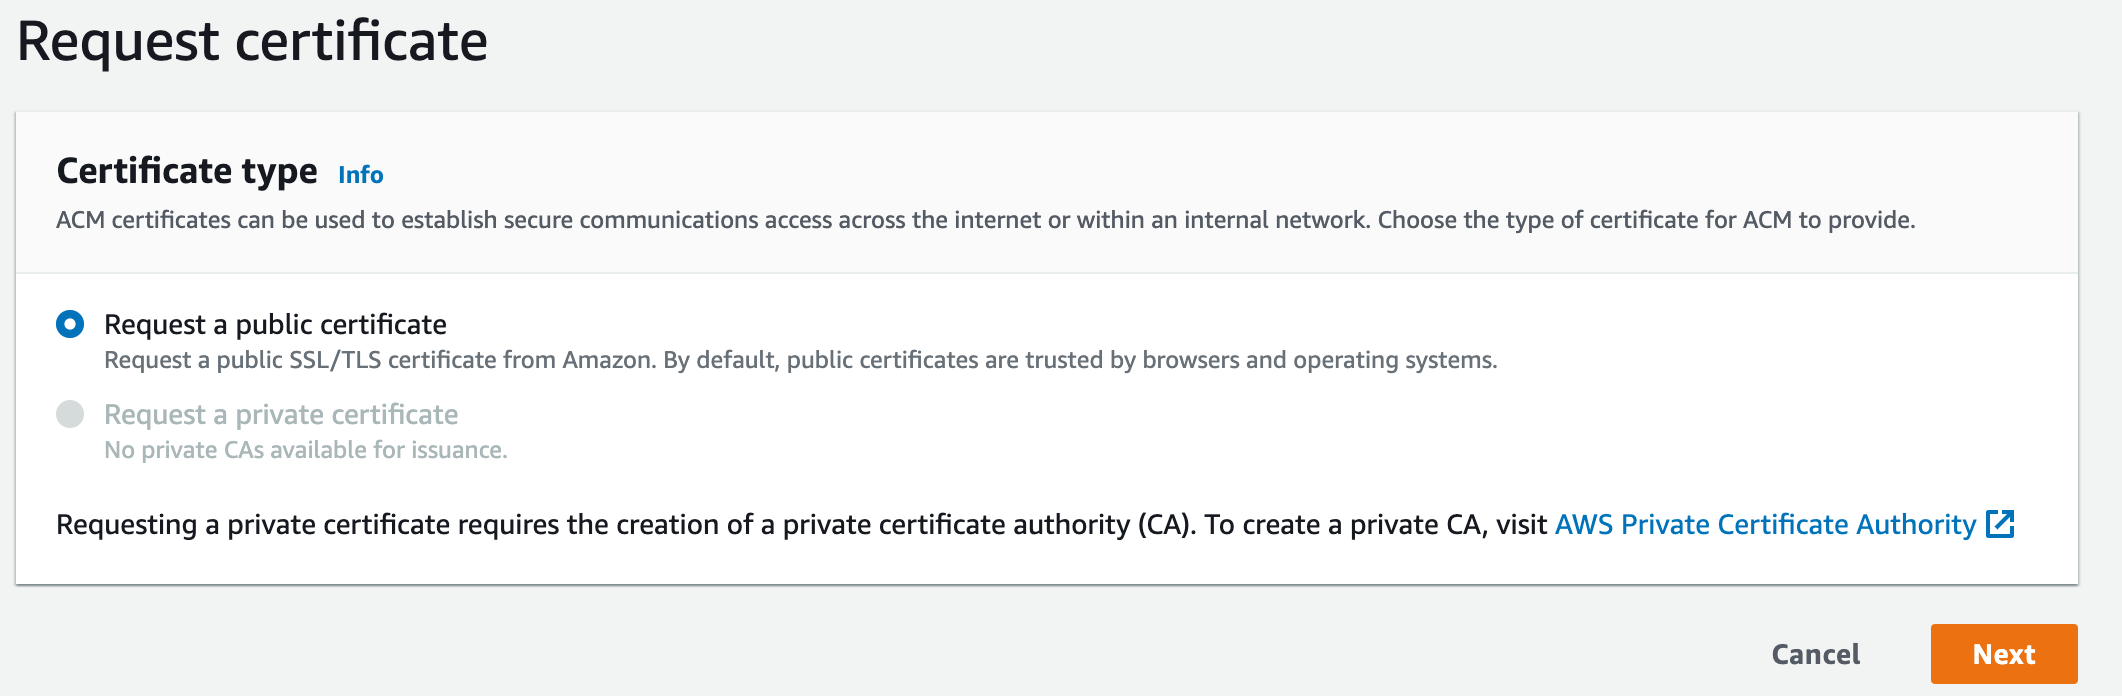 Request certificate
Certificate type Info
ACM certificates can be used to establish secure communications access across the internet or within an internal network. Choose the type of certificate for ACM to provide.
Request a public certificate
Request a public SSL/TLS certificate from Amazon. By default, public certificates are trusted by browsers and operating systems.
Request a private certificate
No private CAs available for issuance.
Requesting a private certificate requires the creation of a private certificate authority (CA). To create a private CA, visit AWS Private Certificate Authority
Cancel Next